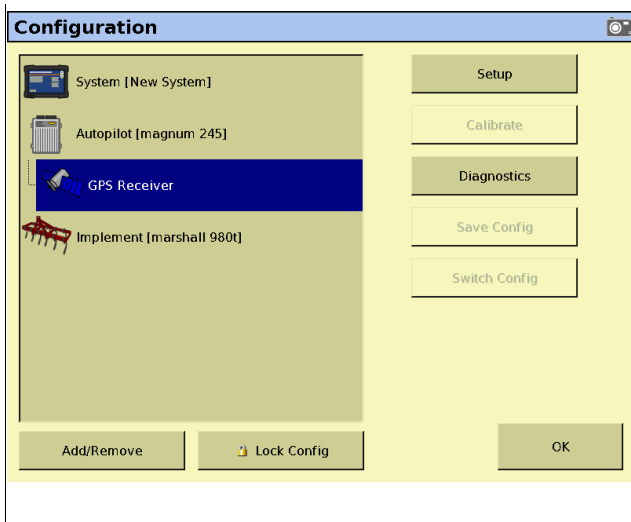 Configuration
System [New System]
Autopilot [magnum 245]
GPS Receiver
Implement [marshall 980t]
Setup
Calibrate
Diagnostics
Save Config
Switch Config
Add/Remove
Lock Config
OK